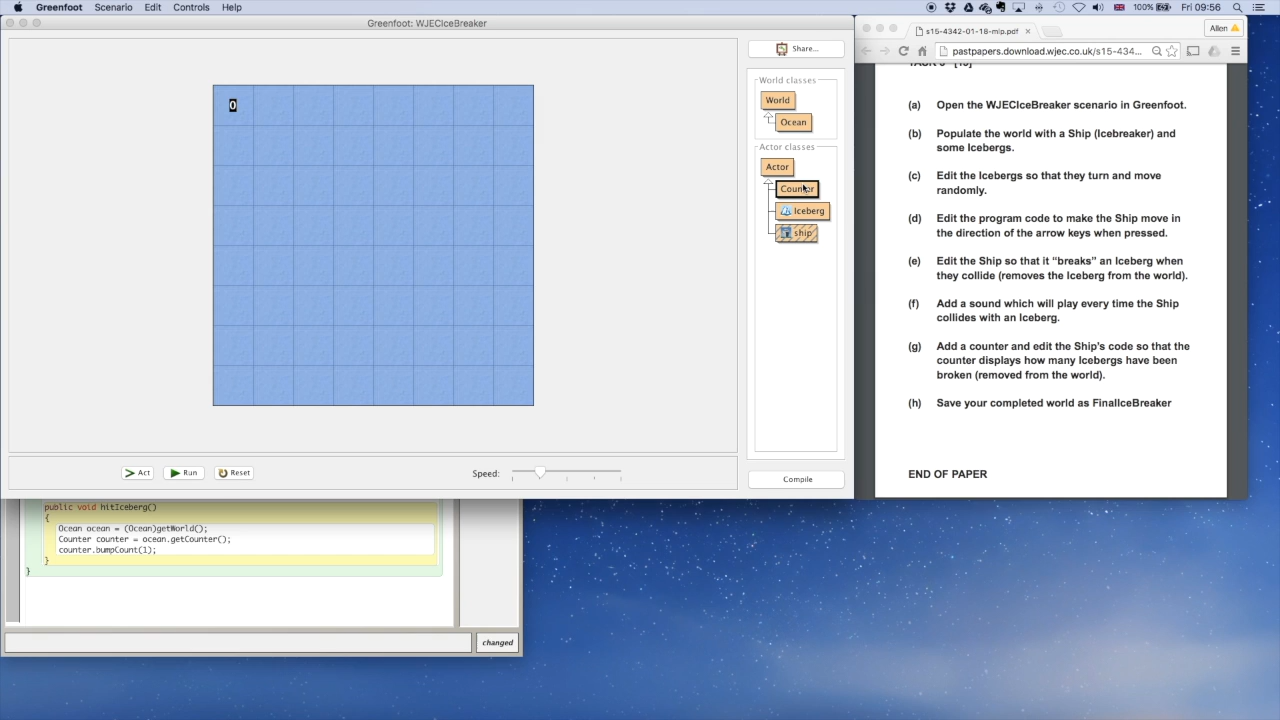 Greenfoot Scenario Edit Controls Help
100% Fri 09:56
Greenfoot: WJECIceBreaker
0
Share...
World classes
World
Ocean
Actor classes
Actor
Counter
Iceberg
ship
Act
Run
Reset
Speed:
Compile
public void hitIceberg()
{
Ocean ocean = (Ocean)getWorld();
Counter counter = ocean.getCounter();
counter.bumpCount(1);
}
}
changed
s15-4342-01-18-mlp.pdf
Allen
pastpapers.download.wjec.co.uk/s15-434...
(a) Open the WJECIceBreaker scenario in Greenfoot.
(b) Populate the world with a Ship (Icebreaker) and
some Icebergs.
(c) Edit the Icebergs so that they turn and move
randomly.
(d) Edit the program code to make the Ship move in
the direction of the arrow keys when pressed.
(e) Edit the Ship so that it “breaks” an Iceberg when
they collide (removes the Iceberg from the world).
(f) Add a sound which will play every time the Ship
collides with an Iceberg.
(g) Add a counter and edit the Ship's code so that the
counter displays how many Icebergs have been
broken (removed from the world).
(h) Save your completed world as FinalIceBreaker
END OF PAPER